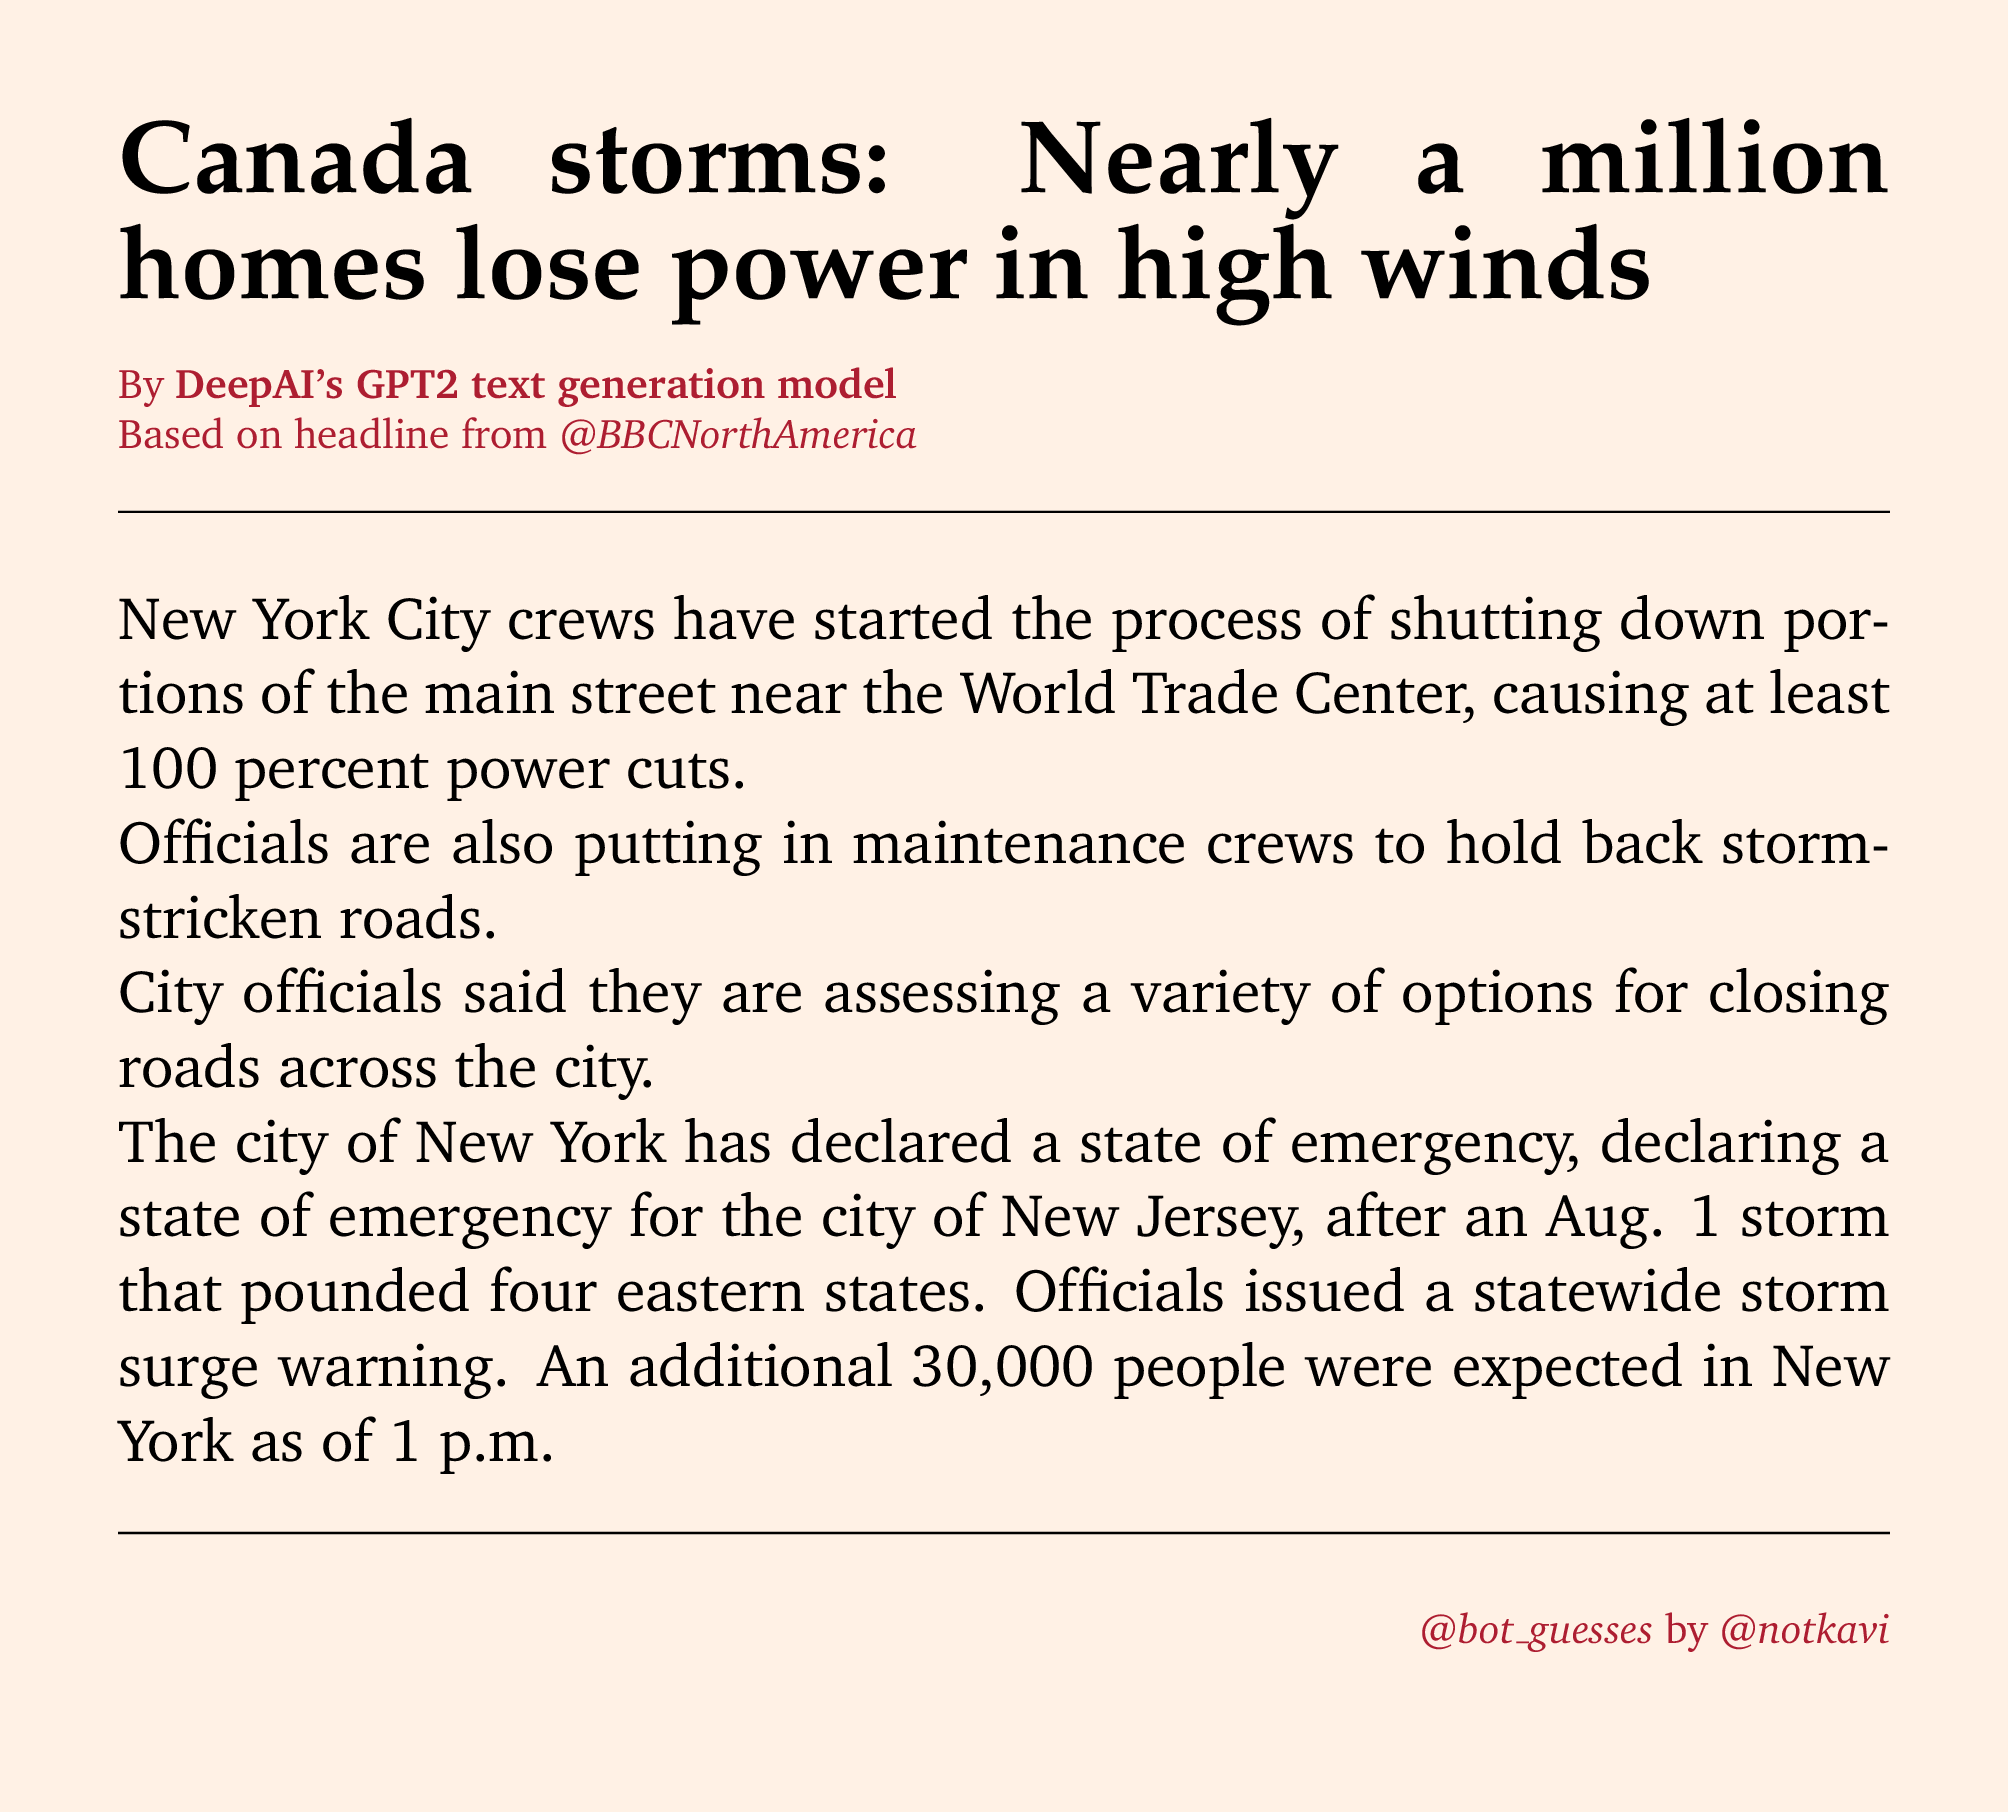 Canada storms: Nearly a million
homes lose power in high winds
By DeepAI's GPT2 text generation model
Based on headline from @BBCNorthAmerica
New York City crews have started the process of shutting down por-
tions of the main street near the World Trade Center, causing at least
100 percent power cuts.
Officials are also putting in maintenance crews to hold back storm-
stricken roads.
City officials said they are assessing a variety of options for closing
roads across the city.
The city of New York has declared a state of emergency, declaring a
state of emergency for the city of New Jersey, after an Aug. 1 storm
that pounded four eastern states. Officials issued a statewide storm
surge warning. An additional 30,000 people were expected in New
York as of 1 p.m.
@bot_guesses by @notkavi